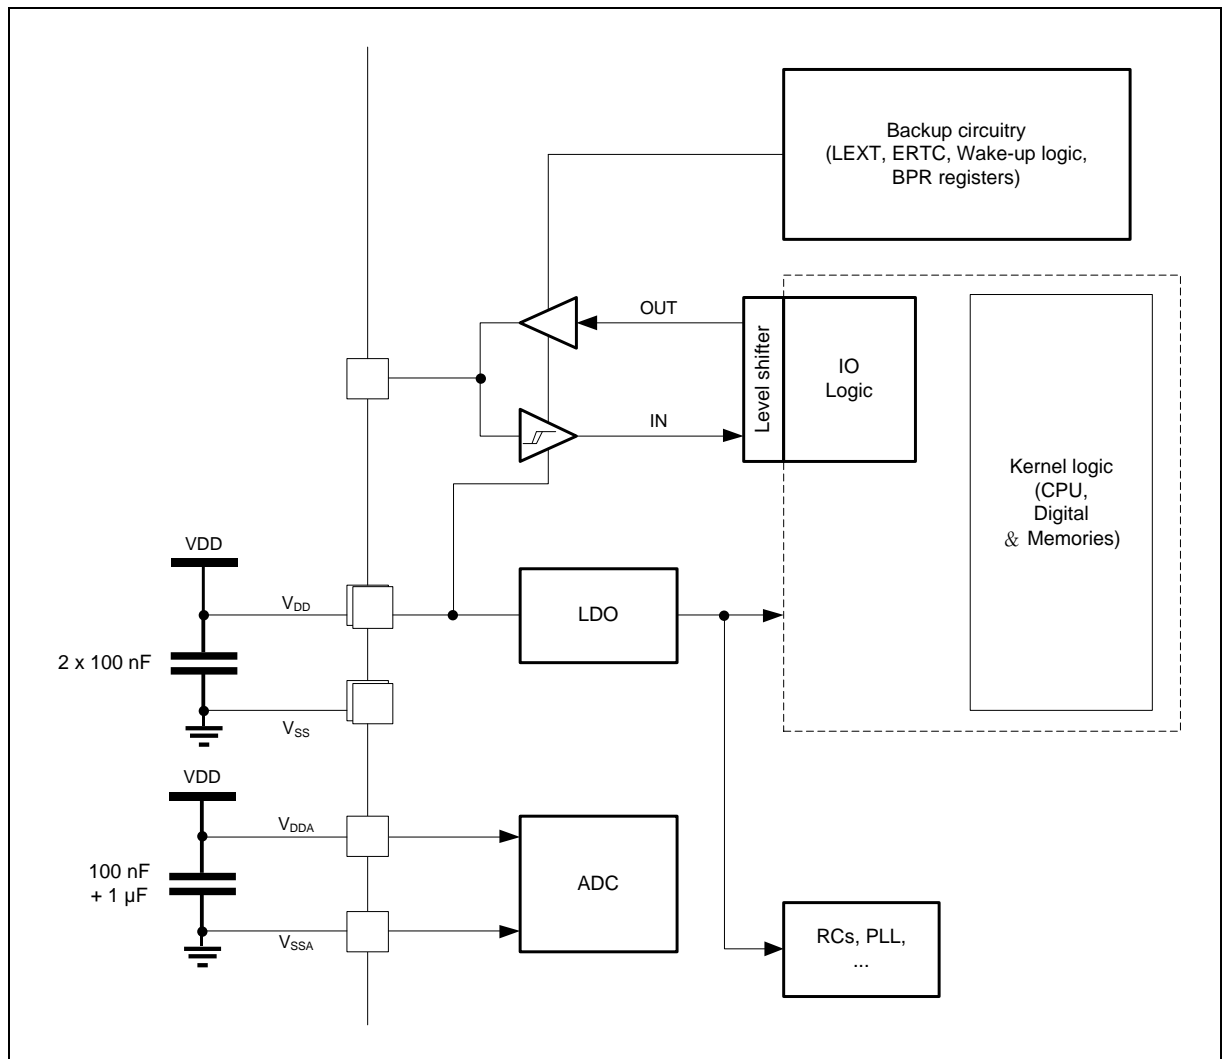 Backup circuitry
(LEXT, ERTC, Wake-up logic,
BPR registers)
OUT
Level shifter
IO
Logic
IN
Kernel logic
(CPU,
Digital
& Memories)
VDD
VDD
LDO
2 x 100 nF
VSS
VDD
VDDA
100 nF
+ 1 µF
ADC
VSSA
RCs, PLL,
...